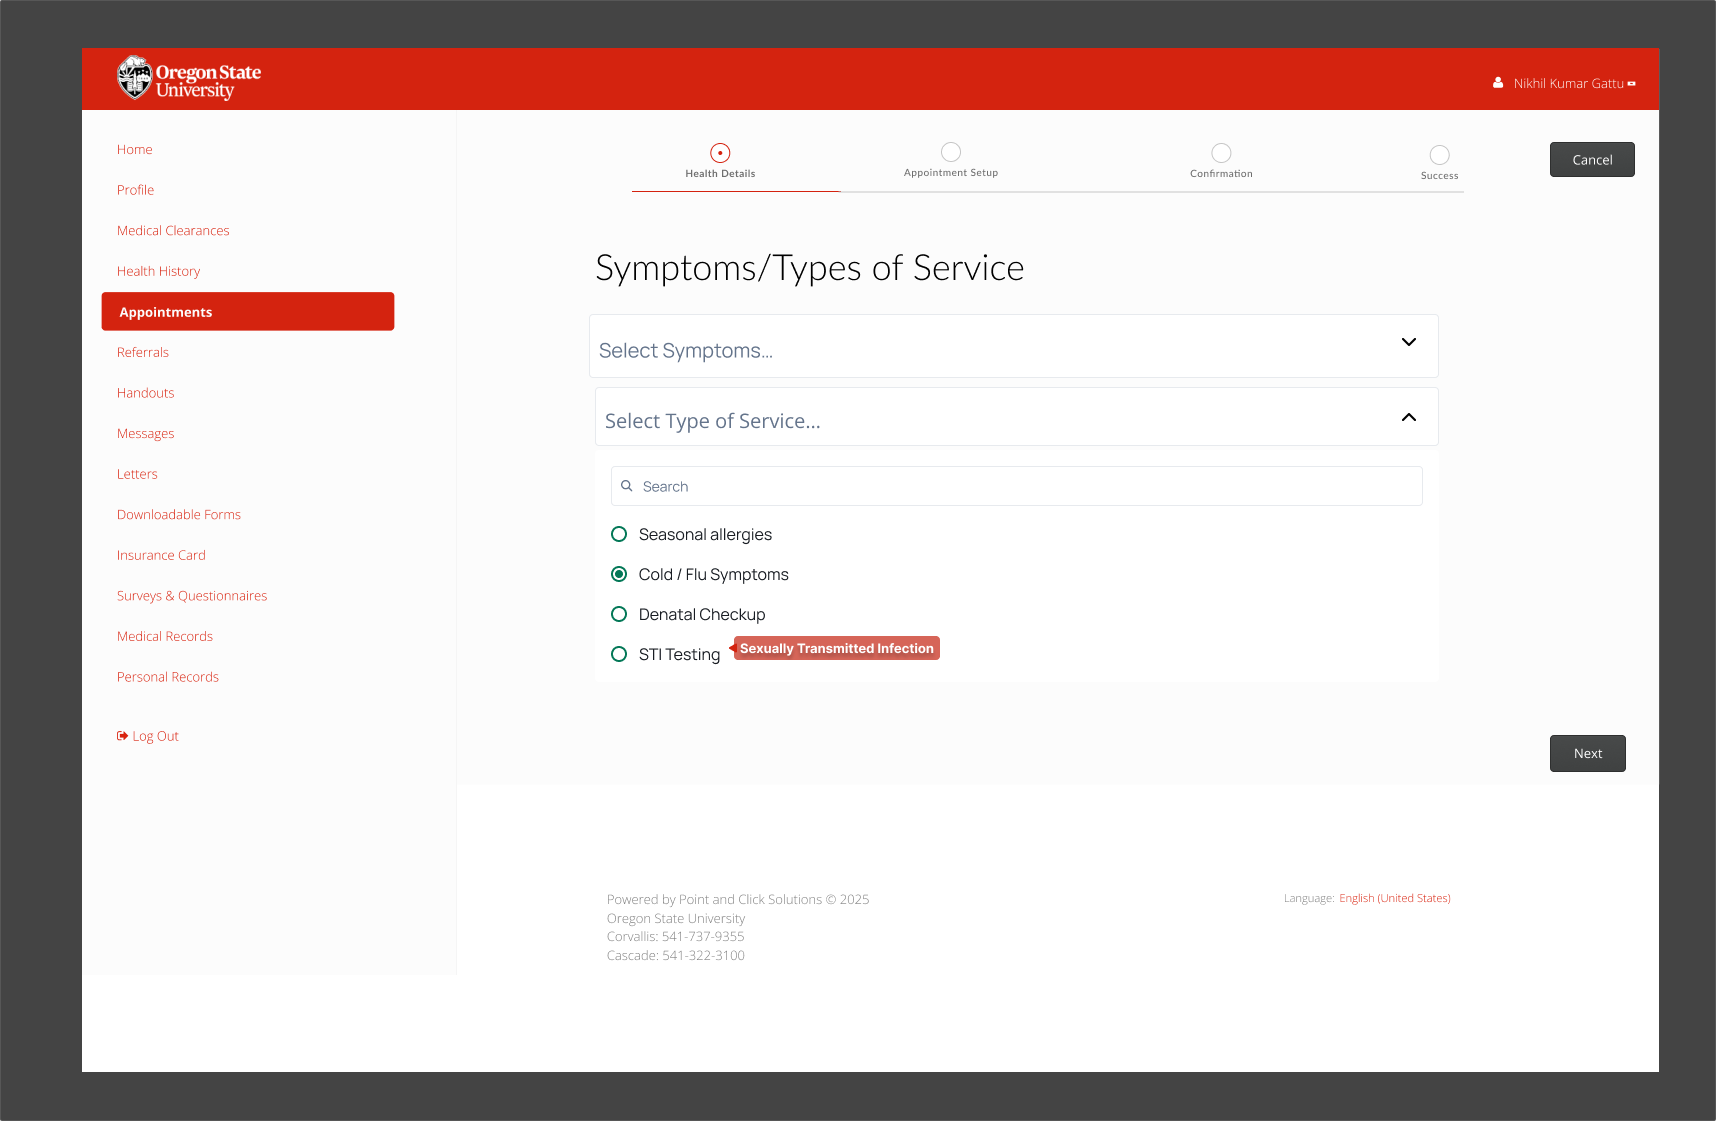 Oregon State
University
Nikhil Kumar Gattu
Home
Profile
Medical Clearances
Health History
Appointments
Referrals
Handouts
Messages
Letters
Downloadable Forms
Insurance Card
Surveys & Questionnaires
Medical Records
Personal Records
Log Out
Health Details
Appointment Setup
Confirmation
Success
Cancel
Symptoms/Types of Service
Select Symptoms...
Select Type of Service...
Search
Seasonal allergies
Cold / Flu Symptoms
Denatal Checkup
STI Testing
Sexually Transmitted Infection
Next
Powered by Point and Click Solutions © 2025
Oregon State University
Corvallis: 541-737-9355
Cascade: 541-322-3100
Language: English (United States)